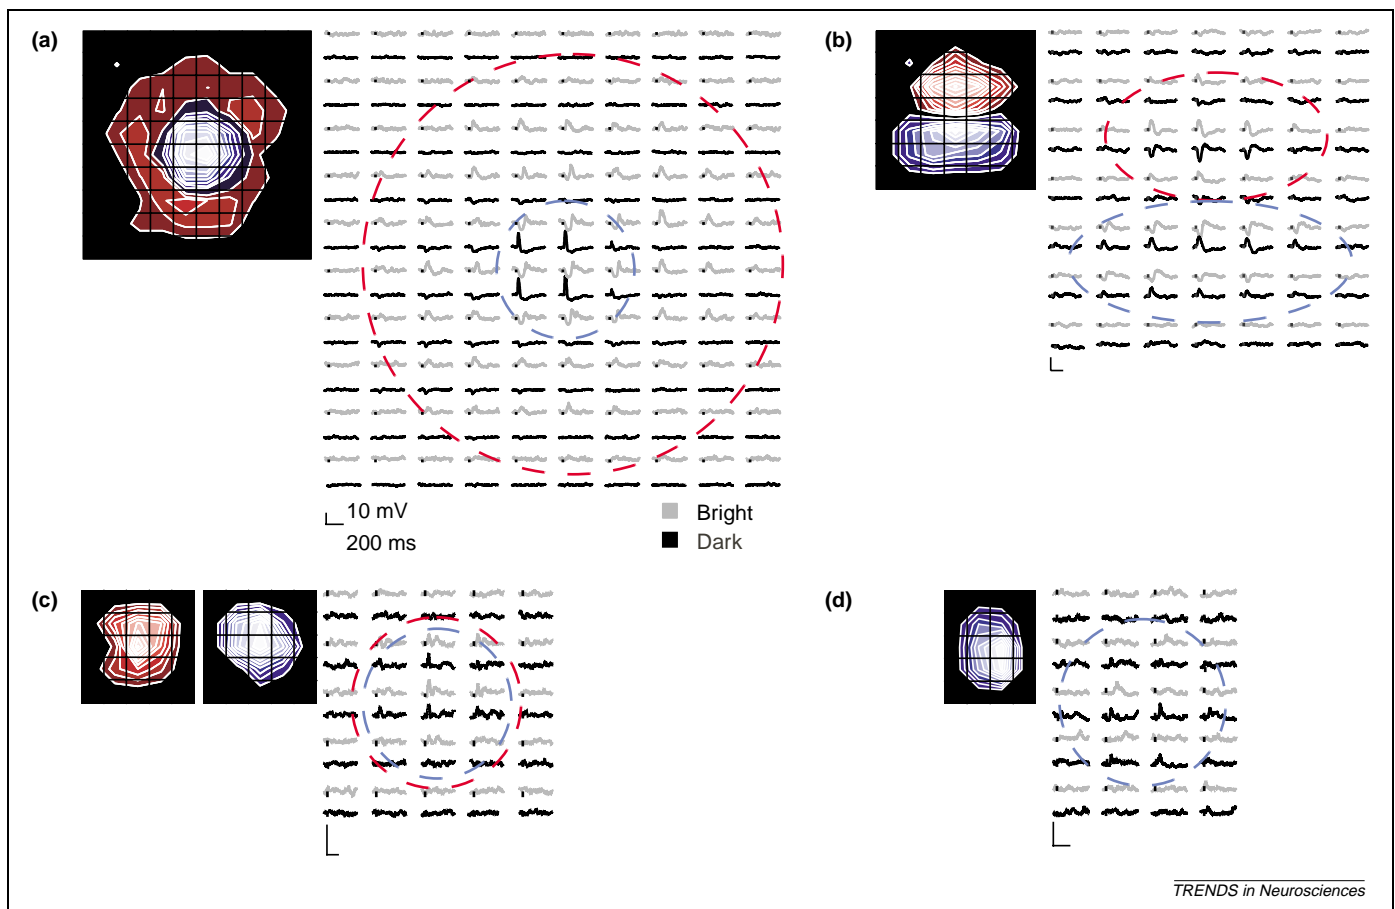 (a)
(b)
10 mV
200 ms
Bright
Dark
(c)
(d)
TRENDS in Neurosciences